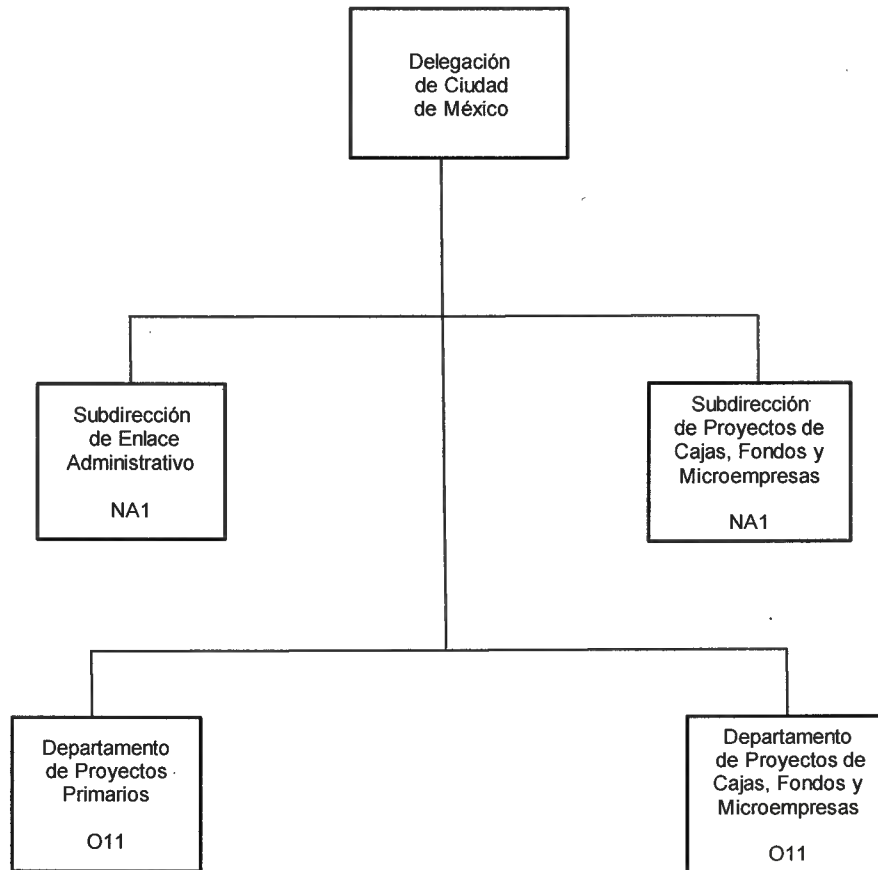 Delegación
de Ciudad
de México
Subdirección
de Enlace
Administrativo
NA1
Subdirección
de Proyectos de
Cajas, Fondos y
Microempresas
NA1
Departamento
de Proyectos
Primarios
O11
Departamento
de Proyectos de
Cajas, Fondos y
Microempresas
O11